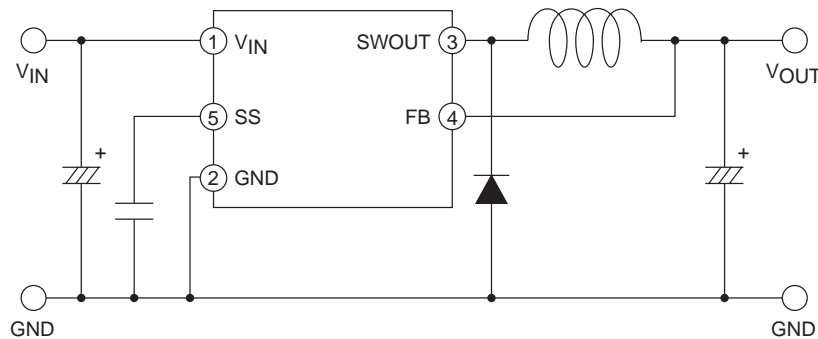 1 VIN
SWOUT 3
VIN
VOUT
5 SS
FB 4
+
+
2 GND
GND
GND